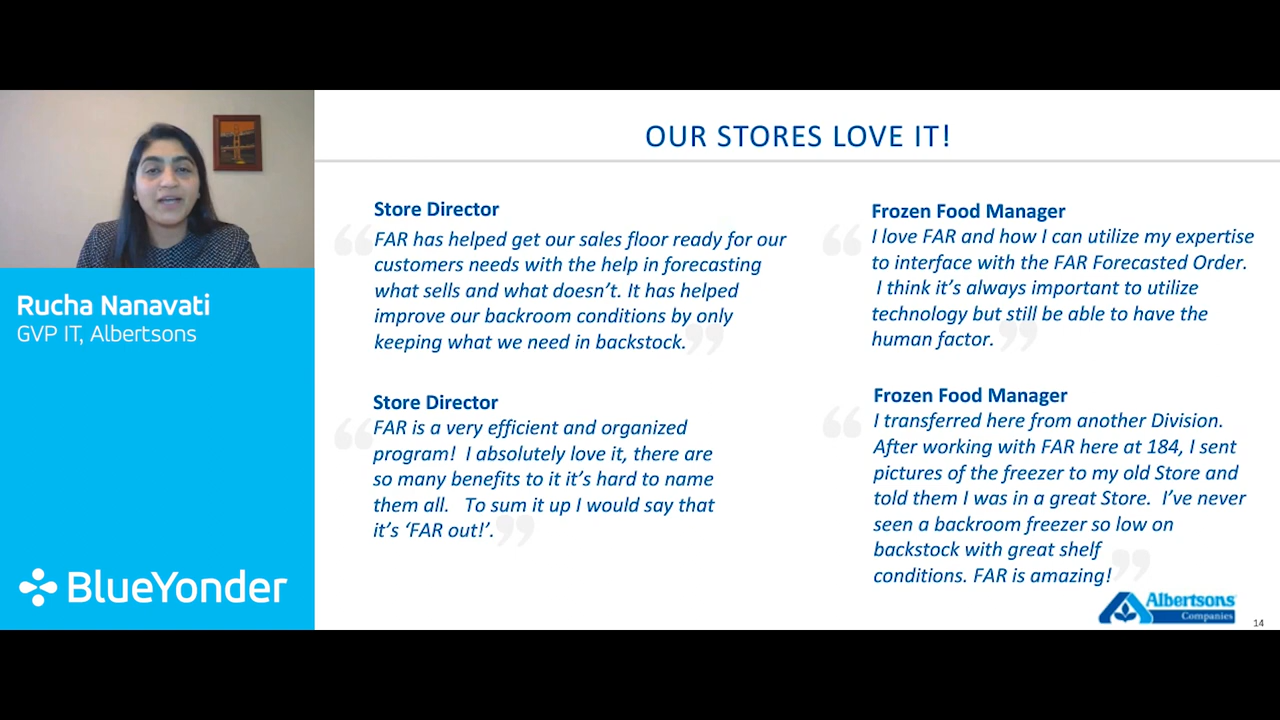 OUR STORES LOVE IT!
Rucha Nanavati
GVP IT, Albertsons
BlueYonder
Store Director
“FAR has helped get our sales floor ready for our
customers needs with the help in forecasting
what sells and what doesn’t. It has helped
improve our backroom conditions by only
keeping what we need in backstock.”
Store Director
“FAR is a very efficient and organized
program!  I absolutely love it, there are
so many benefits to it it’s hard to name
them all.   To sum it up I would say that
it’s ‘FAR out!’.”
Frozen Food Manager
“I love FAR and how I can utilize my expertise
to interface with the FAR Forecasted Order.
I think it’s always important to utilize
technology but still be able to have the
human factor.”
Frozen Food Manager
“I transferred here from another Division.
After working with FAR here at 184, I sent
pictures of the freezer to my old Store and
told them I was in a great Store.  I’ve never
seen a backroom freezer so low on
backstock with great shelf
conditions. FAR is amazing!”
Albertsons
Companies
14